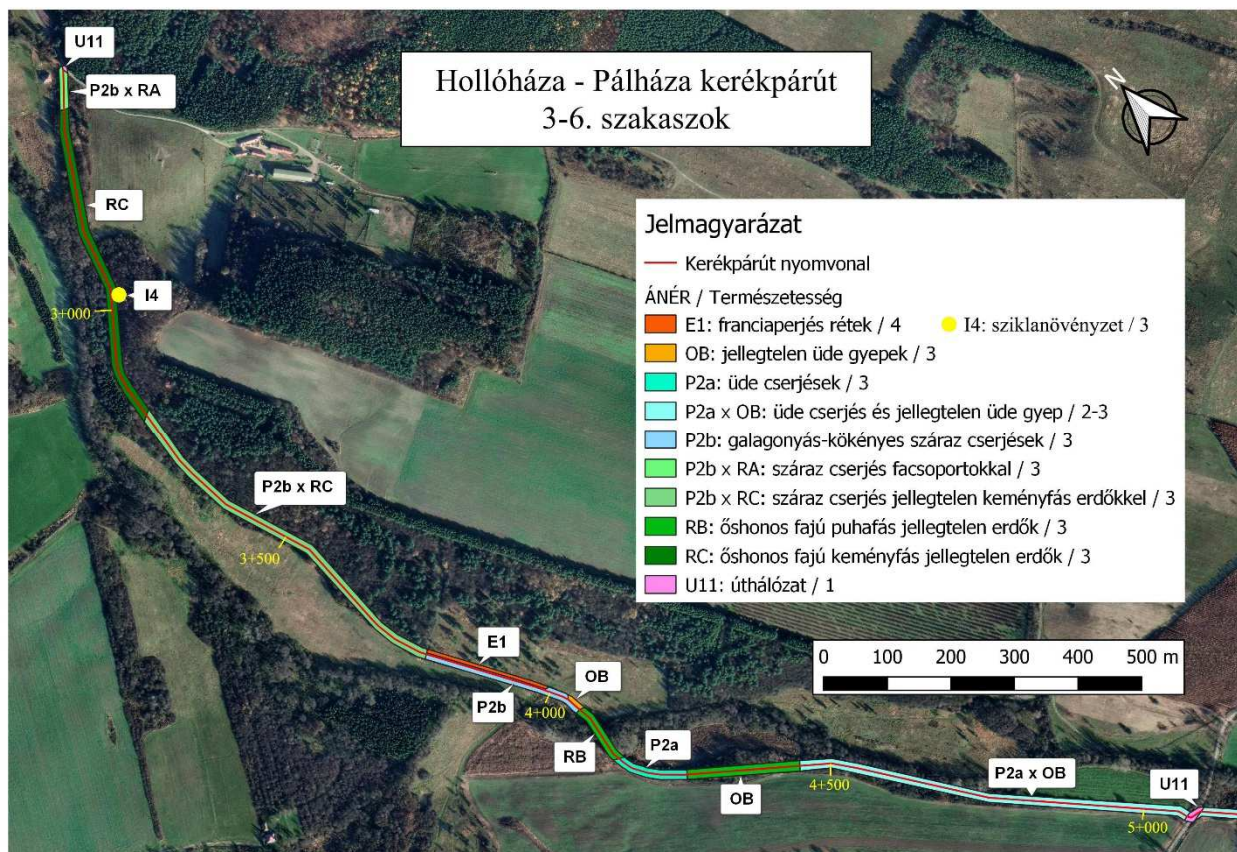 U11
P2b x RA
Hollóháza - Pálháza kerékpárút
3-6. szakaszok
N
RC
I4
3+000
Jelmagyarázat
Kerékpárút nyomvonal
ÁNÉR / Természetesség
E1: franciaperjés rétek / 4
I4: sziklanövényzet / 3
OB: jellegtelen üde gyepek / 3
P2a: üde cserjések / 3
P2a x OB: üde cserjés és jellegtelen üde gyep / 2-3
P2b: galagonyás-kökényes száraz cserjések / 3
P2b x RA: száraz cserjés facsoportokkal / 3
P2b x RC: száraz cserjés jellegtelen keményfás erdőkkel / 3
RB: őshonos fajú puhafás jellegtelen erdők / 3
RC: őshonos fajú keményfás jellegtelen erdők / 3
U11: úthálózat / 1
P2b x RC
3+500
E1
0 100 200 300 400 500 m
OB
P2b
4+000
RB
P2a
OB
4+500
P2a x OB
U11
5+000